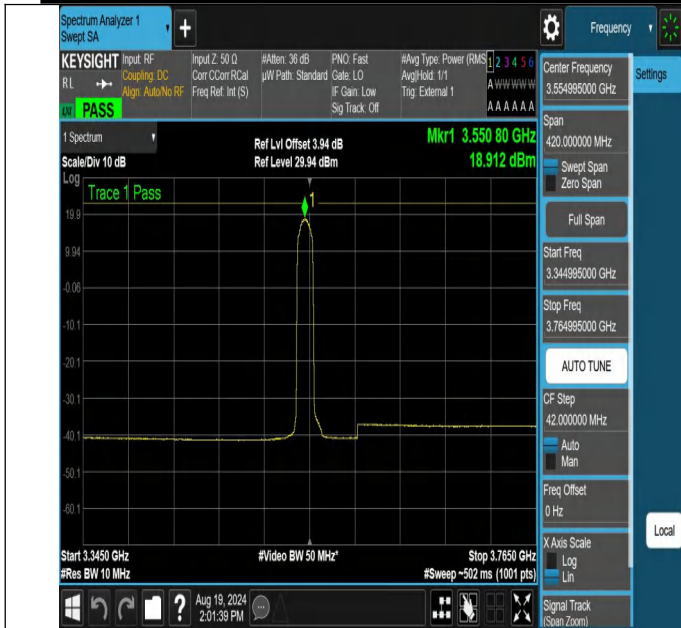 Spectrum Analyzer 1
Swept SA
+
Frequency
KEYSIGHT
RL
PASS
Input: RF
Coupling: DC
Align: Auto/No RF
Input Z: 50 Ω
Corr CCorr RCal
Freq Ref: Int (S)
#Atten: 36 dB
µW Path: Standard
PNO: Fast
Gate: LO
IF Gain: Low
Sig Track: Off
#Avg Type: Power (RMS
Avg|Hold: 1/1
Trig: External 1
1 2 3 4 5 6
A W W W W W
A A A A A A
1 Spectrum
Scale/Div 10 dB
Ref Lvl Offset 3.94 dB
Ref Level 29.94 dBm
Mkr1 3.550 80 GHz
18.912 dBm
Log
Trace 1 Pass
1
19.9
9.94
-0.06
-10.1
-20.1
-30.1
-40.1
-50.1
-60.1
Start 3.3450 GHz
#Res BW 10 MHz
#Video BW 50 MHz*
Stop 3.7650 GHz
#Sweep ~502 ms (1001 pts)
Aug 19, 2024
2:01:39 PM
?
Center Frequency
3.554995000 GHz
Settings
Span
420.000000 MHz
Swept Span
Zero Span
Full Span
Start Freq
3.344995000 GHz
Stop Freq
3.764995000 GHz
AUTO TUNE
CF Step
42.000000 MHz
Auto
Man
Freq Offset
0 Hz
X Axis Scale
Log
Lin
Signal Track
(Span Zoom)
Local